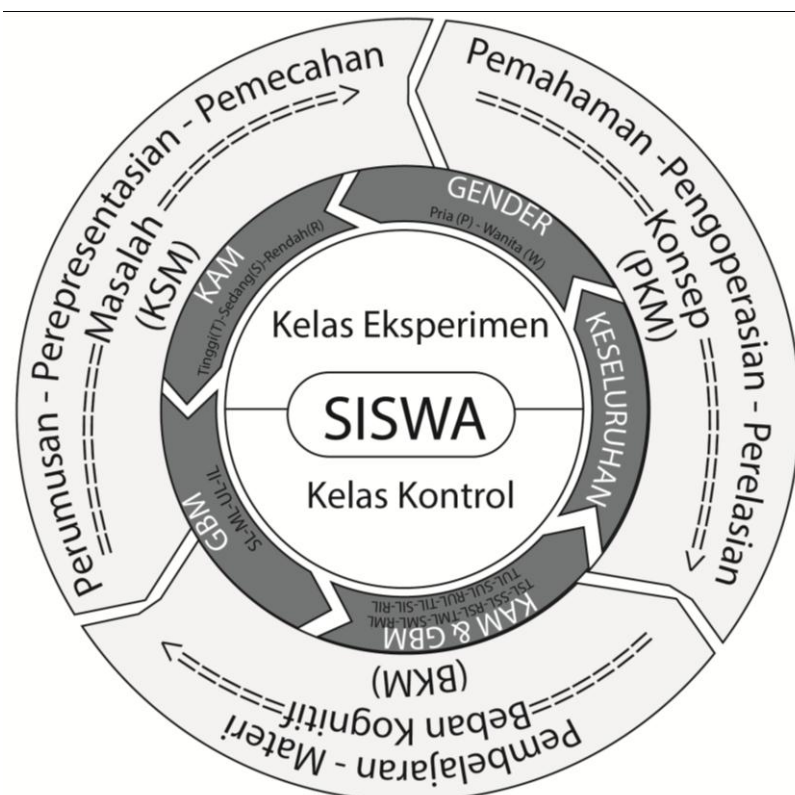 Perumusan - Perepresentasian - Pemecahan
Masalah
(KSM)
Pemahaman -Pengoperasian - Perelasian
Konsep
(PKM)
Pembelajaran - Materi
Beban Kognitif
(BKM)
GENDER
Pria (P) - Wanita (W)
KESELURUHAN
KAM & GBM
TSL-SSL-RSL-TML-SML-RML
TUL-SUL-RUL-TIL-SIL-RIL
GBM
SL-ML-UL-IL
KAM
Tinggi(T)-Sedang(S)-Rendah(R)
Kelas Eksperimen
SISWA
Kelas Kontrol